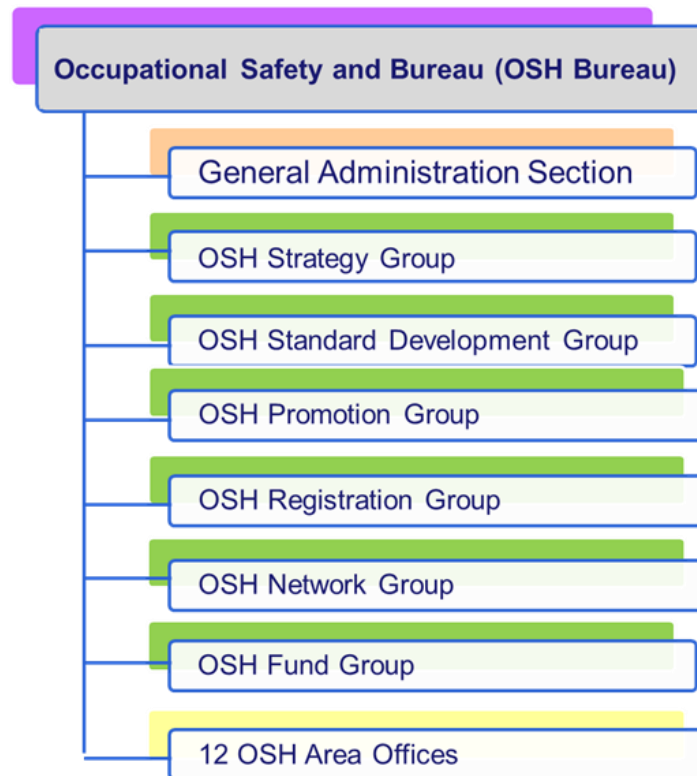 Occupational Safety and Bureau (OSH Bureau)
General Administration Section
OSH Strategy Group
OSH Standard Development Group
OSH Promotion Group
OSH Registration Group
OSH Network Group
OSH Fund Group
12 OSH Area Offices